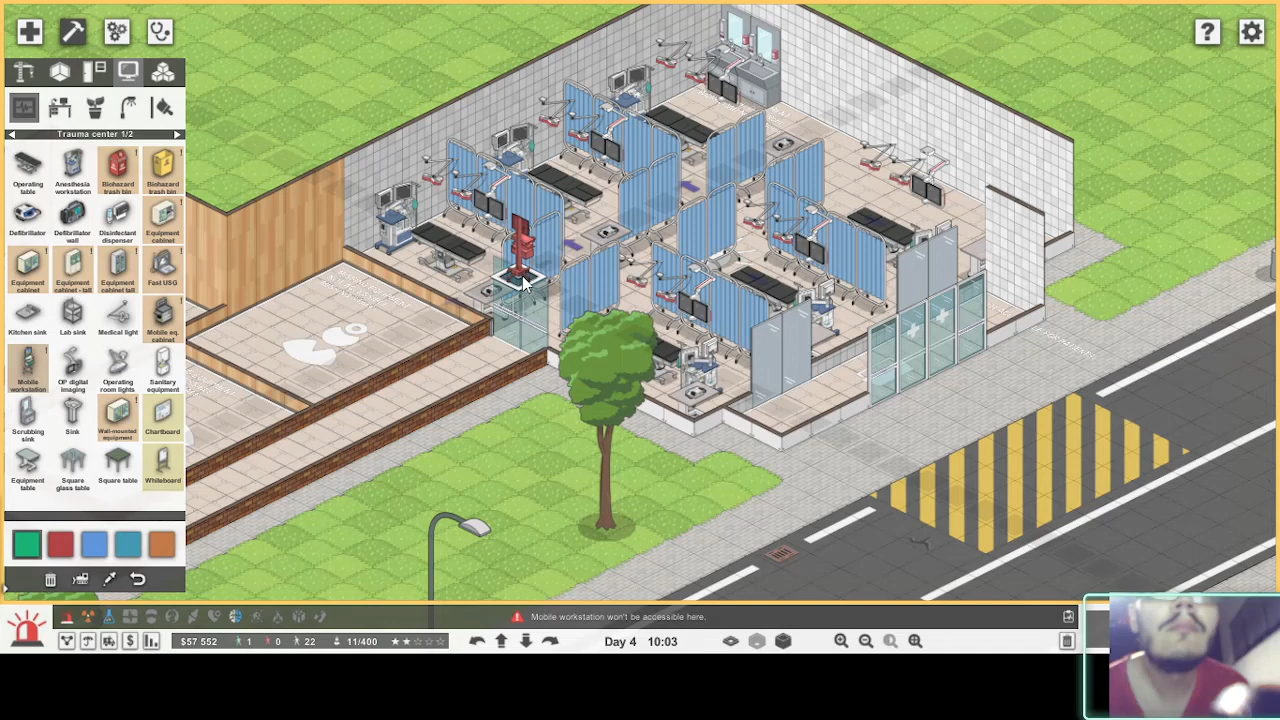 ?
Trauma center 1/2
Operating table
Anesthesia workstation
Biohazard trash bin
Biohazard trash bin
Defibrillator
Defibrillator wall
Disinfectant dispenser
Equipment cabinet
Equipment cabinet
Equipment cabinet - tall
Equipment cabinet tall
Fast USG
Kitchen sink
Lab sink
Medical light
Mobile eq. cabinet
Mobile workstation
OP digital imaging
Operating room lights
Sanitary equipment
Scrubbing sink
Sink
Wall-mounted equipment
Chartboard
Equipment table
Square glass table
Square table
Whiteboard
Mobile workstation won't be accessible here.
$57 552
1
0
22
11/400
Day 4 10:03